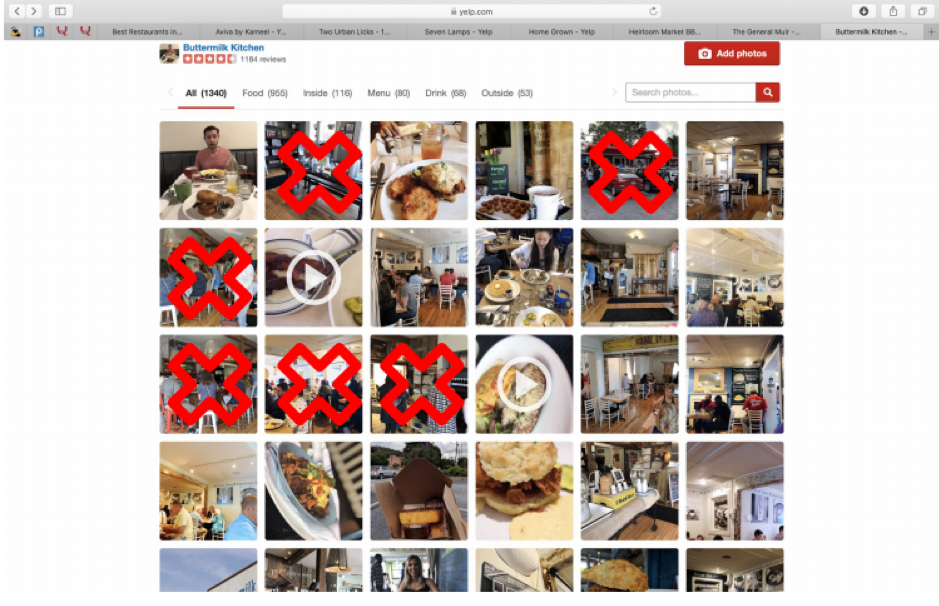 yelp.com
Best Restaurants in...
Aviva by Kameel - Y...
Two Urban Licks - 1...
Seven Lamps - Yelp
Home Grown - Yelp
Heirloom Market BB...
The General Muir -...
Buttermilk Kitchen -...
Buttermilk Kitchen
1184 reviews
Add photos
All (1340) Food (955) Inside (116) Menu (80) Drink (68) Outside (53)
Search photos...